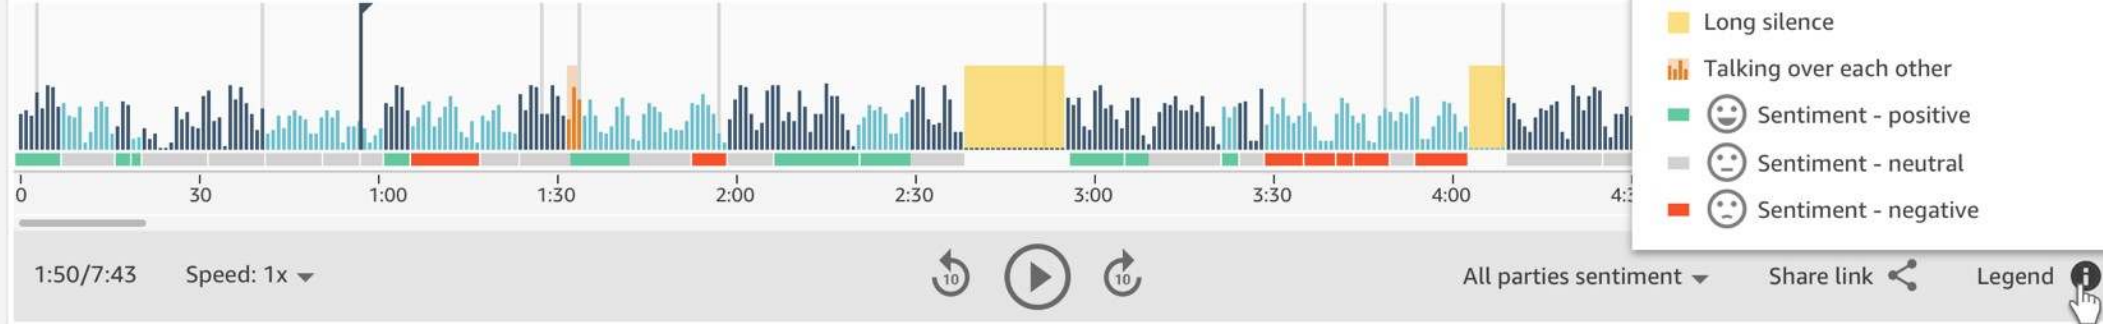 Long silence
Talking over each other
Sentiment - positive
Sentiment - neutral
Sentiment - negative
0 30 1:00 1:30 2:00 2:30 3:00 3:30 4:00
1:50/7:43 Speed: 1x 10 10 All parties sentiment Share link Legend i